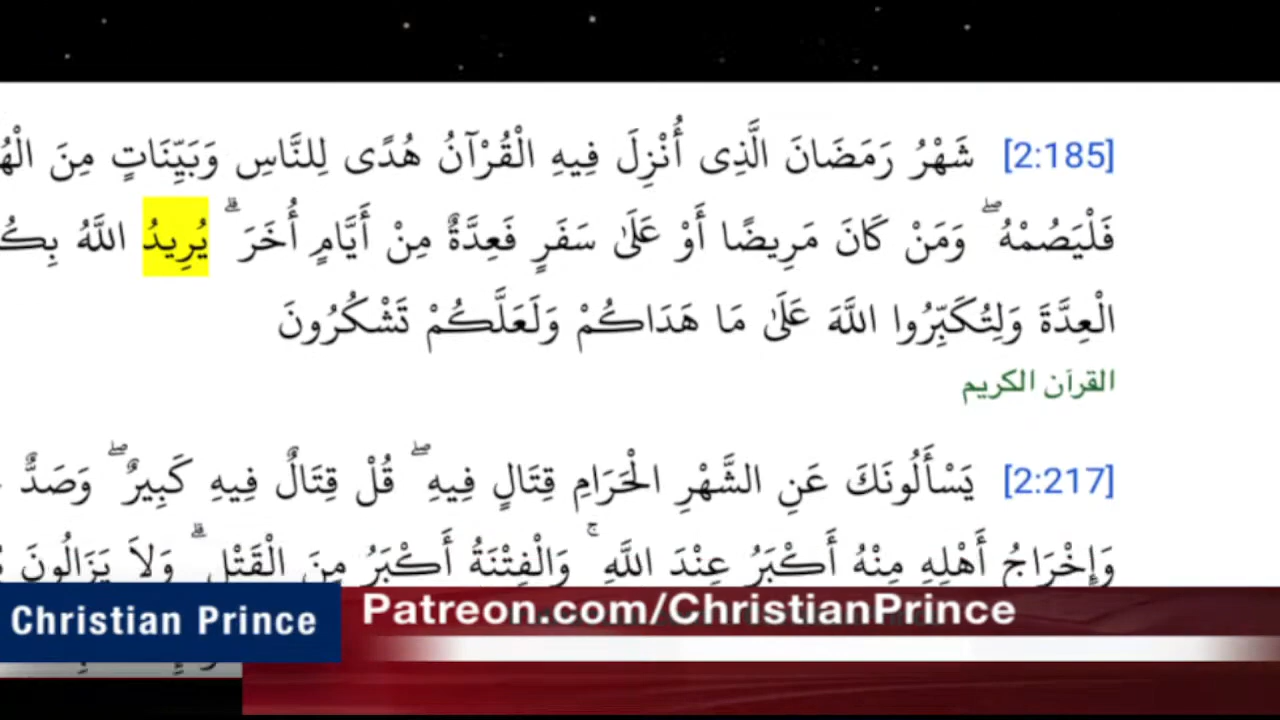 [2:185] شَهْرُ رَمَضَانَ الَّذِى أُنْزِلَ فِيهِ الْقُرْآنُ هُدًى لِلنَّاسِ وَبَيِّنَاتٍ مِنَ
فَلْيَصُمْهُ ۖ وَمَنْ كَانَ مَرِيضًا أَوْ عَلَىٰ سَفَرٍ فَعِدَّةٌ مِنْ أَيَّامٍ أُخَرَ ۗ يُرِيدُ اللَّهُ
الْعِدَّةَ وَلِتُكَبِّرُوا اللَّهَ عَلَىٰ مَا هَدَاكُمْ وَلَعَلَّكُمْ تَشْكُرُونَ
القرآن الكريم
[2:217] يَسْأَلُونَكَ عَنِ الشَّهْرِ الْحَرَامِ قِتَالٍ فِيهِ ۖ قُلْ قِتَالٌ فِيهِ كَبِيرٌ ۖ وَصَدٌّ
وَإِخْرَاجُ أَهْلِهِ مِنْهُ أَكْبَرُ عِنْدَ اللَّهِ ۚ وَالْفِتْنَةُ أَكْبَرُ مِنَ الْقَتْلِ ۗ وَلَا يَزَالُونَ
Christian Prince
Patreon.com/ChristianPrince